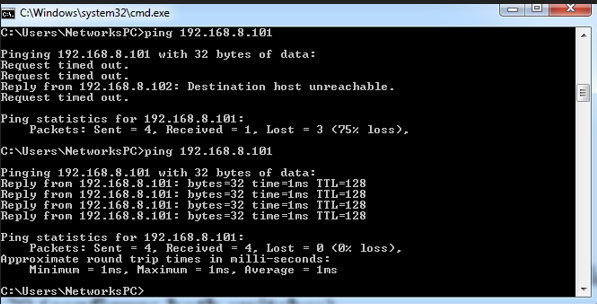 C:\Windows\system32\cmd.exe
C:\Users\NetworksPC>ping 192.168.8.101
Pinging 192.168.8.101 with 32 bytes of data:
Request timed out.
Request timed out.
Reply from 192.168.8.102: Destination host unreachable.
Request timed out.
Ping statistics for 192.168.8.101:
Packets: Sent = 4, Received = 1, Lost = 3 (75% loss),
C:\Users\NetworksPC>ping 192.168.8.101
Pinging 192.168.8.101 with 32 bytes of data:
Reply from 192.168.8.101: bytes=32 time=1ms TTL=128
Reply from 192.168.8.101: bytes=32 time=1ms TTL=128
Reply from 192.168.8.101: bytes=32 time=1ms TTL=128
Reply from 192.168.8.101: bytes=32 time=1ms TTL=128
Ping statistics for 192.168.8.101:
Packets: Sent = 4, Received = 4, Lost = 0 (0% loss),
Approximate round trip times in milli-seconds:
Minimum = 1ms, Maximum = 1ms, Average = 1ms
C:\Users\NetworksPC>